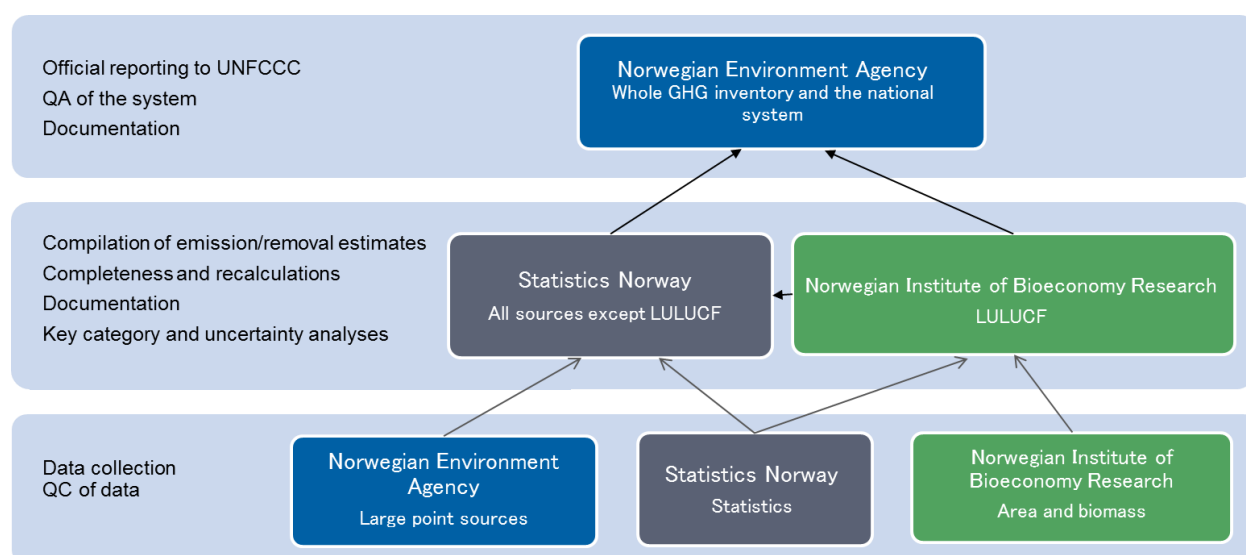 Official reporting to UNFCCC
QA of the system
Documentation
Norwegian Environment Agency
Whole GHG inventory and the national
system
Compilation of emission/removal estimates
Completeness and recalculations
Documentation
Key category and uncertainty analyses
Statistics Norway
All sources except LULUCF
Norwegian Institute of Bioeconomy Research
LULUCF
Data collection
QC of data
Norwegian Environment
Agency
Large point sources
Statistics Norway
Statistics
Norwegian Institute of
Bioeconomy Research
Area and biomass